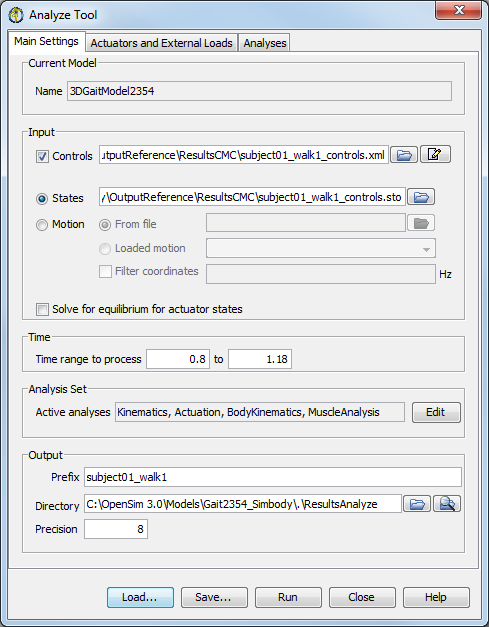 Analyze Tool
Main Settings Actuators and External Loads Analyses
Current Model
Name 3DGaitModel2354
Input
Controls utputReference\ResultsCMC\subject01_walk1_controls.xml
States /\OutputReference\ResultsCMC\subject01_walk1_controls.sto
Motion From file
Loaded motion
Filter coordinates Hz
Solve for equilibrium for actuator states
Time
Time range to process 0.8 to 1.18
Analysis Set
Active analyses Kinematics, Actuation, BodyKinematics, MuscleAnalysis Edit
Output
Prefix subject01_walk1
Directory C:\OpenSim 3.0\Models\Gait2354_Simbody\.\ResultsAnalyze
Precision 8
Load... Save... Run Close Help